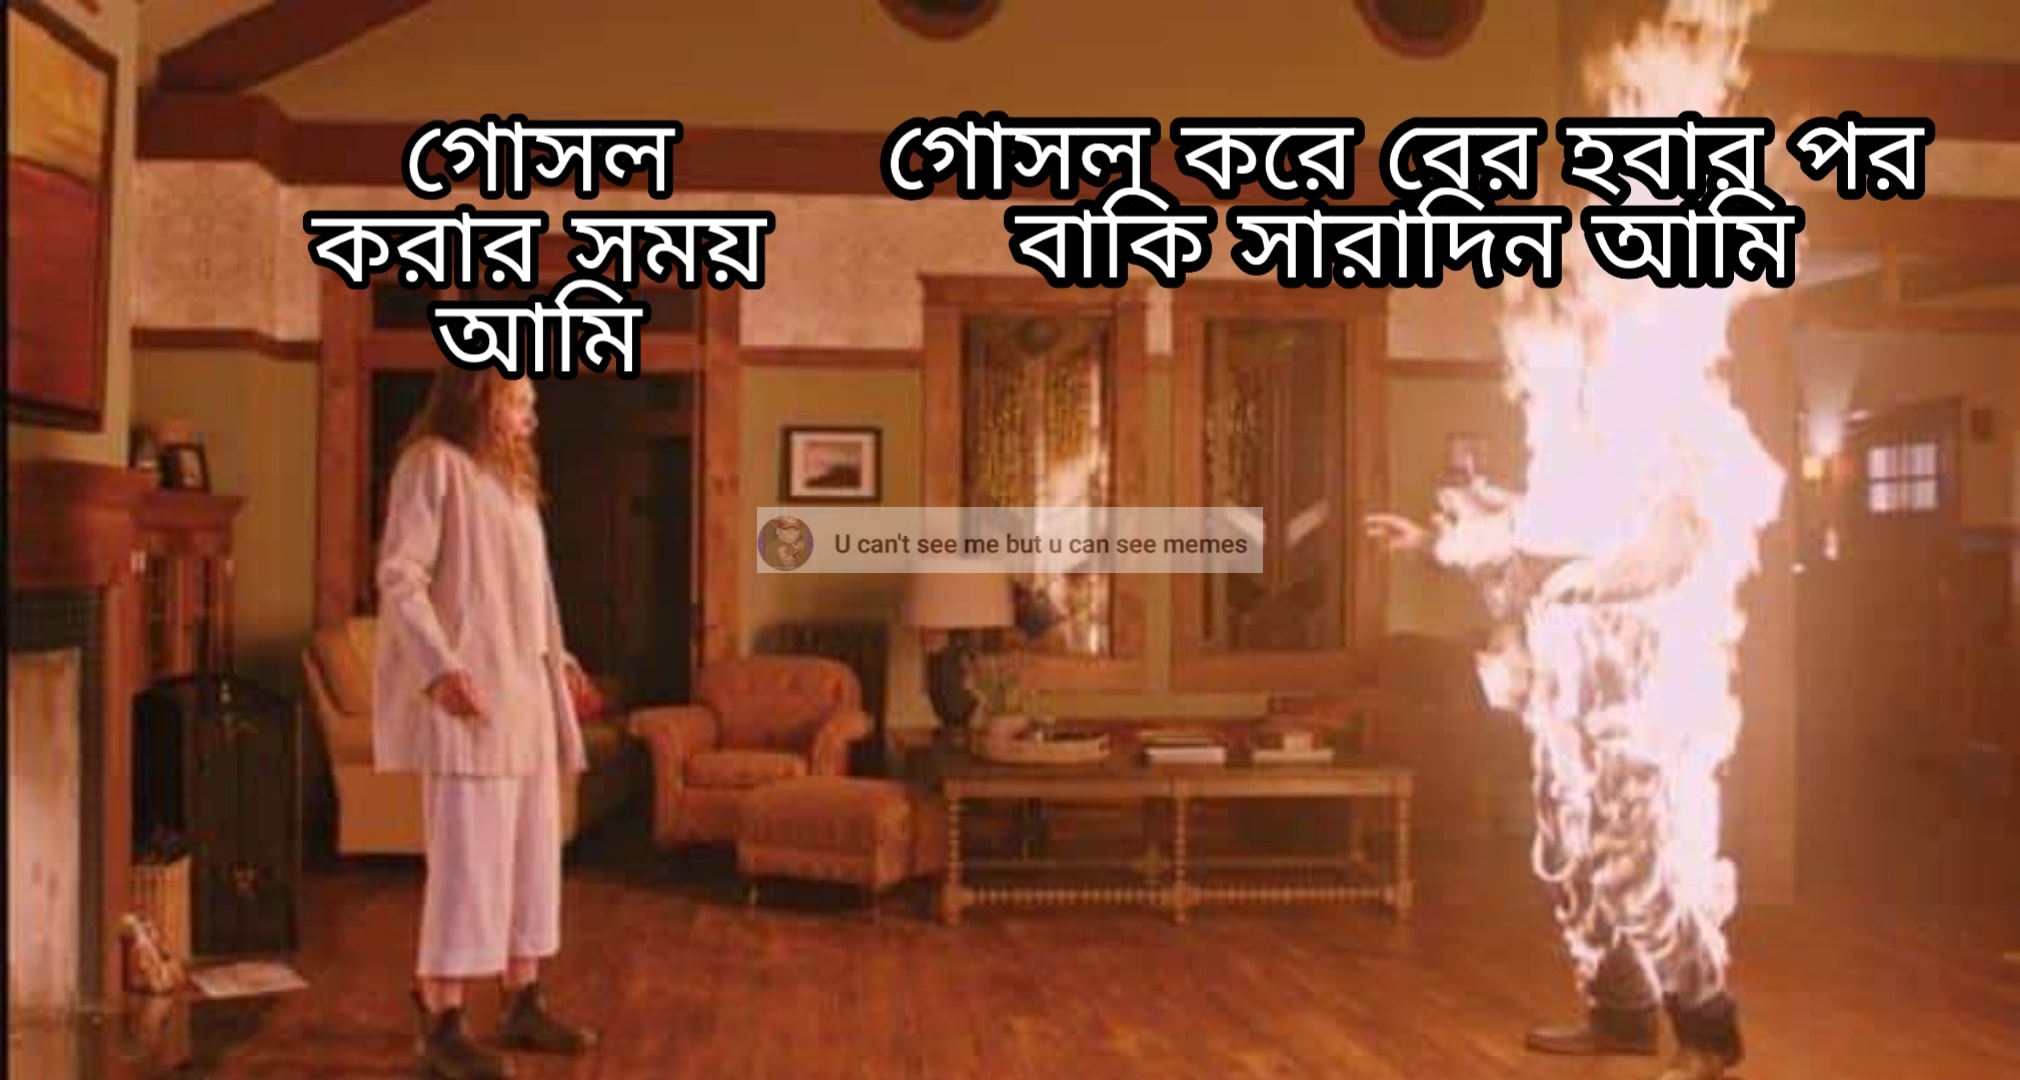 গোসল
করার সময়
আমি
গোসল করে বের হবার পর
বাকি সারাদিন আমি
U can't see me but u can see memes